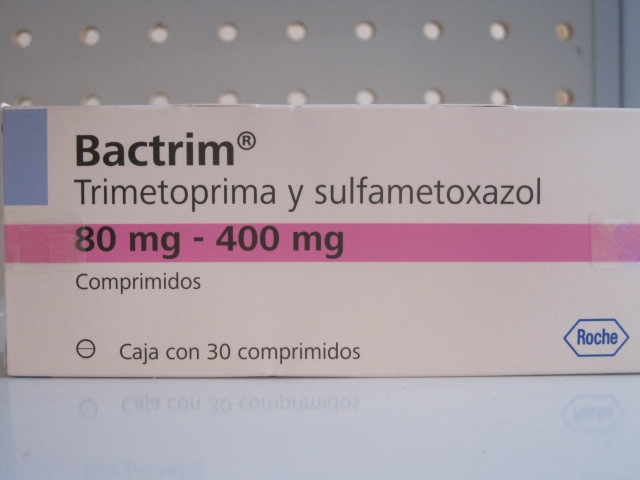 Bactrim®
Trimetoprima y sulfametoxazol
80 mg - 400 mg
Comprimidos
Caja con 30 comprimidos
Roche